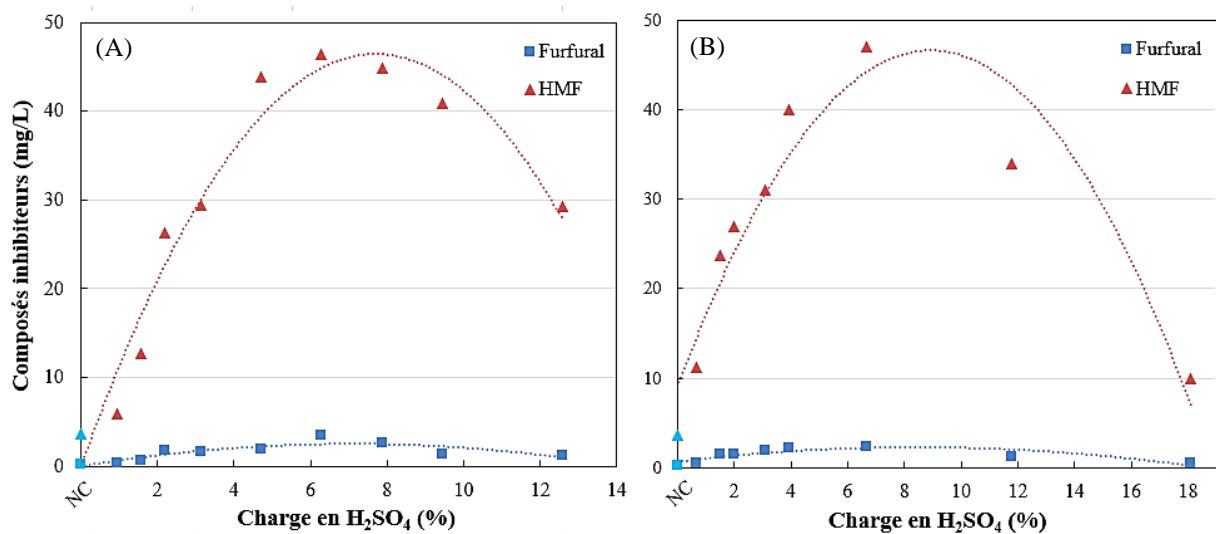 Composés inhibiteurs (mg/L)
50
40
30
20
10
0
(A)
Furfural
HMF
NC 2 4 6 8 10 12 14
Charge en H₂SO₄ (%)
50
40
30
20
10
0
(B)
Furfural
HMF
NC 2 4 6 8 10 12 14 16 18
Charge en H₂SO₄ (%)